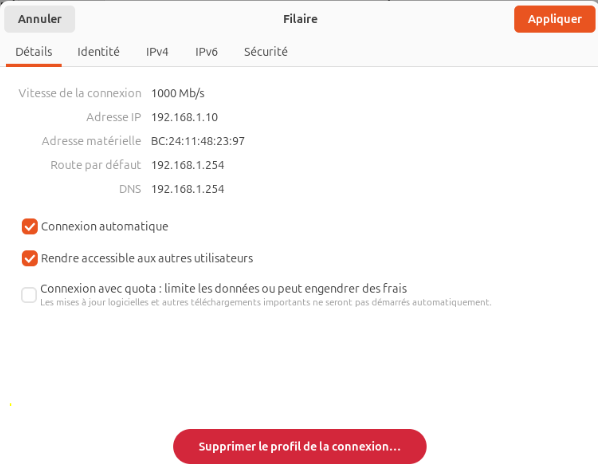 Annuler Filaire Appliquer
Détails Identité IPv4 IPv6 Sécurité
Vitesse de la connexion 1000 Mb/s
Adresse IP 192.168.1.10
Adresse matérielle BC:24:11:48:23:97
Route par défaut 192.168.1.254
DNS 192.168.1.254
Connexion automatique
Rendre accessible aux autres utilisateurs
Connexion avec quota : limite les données ou peut engendrer des frais
Les mises à jour logicielles et autres téléchargements importants ne seront pas démarrés automatiquement.
Supprimer le profil de la connexion…